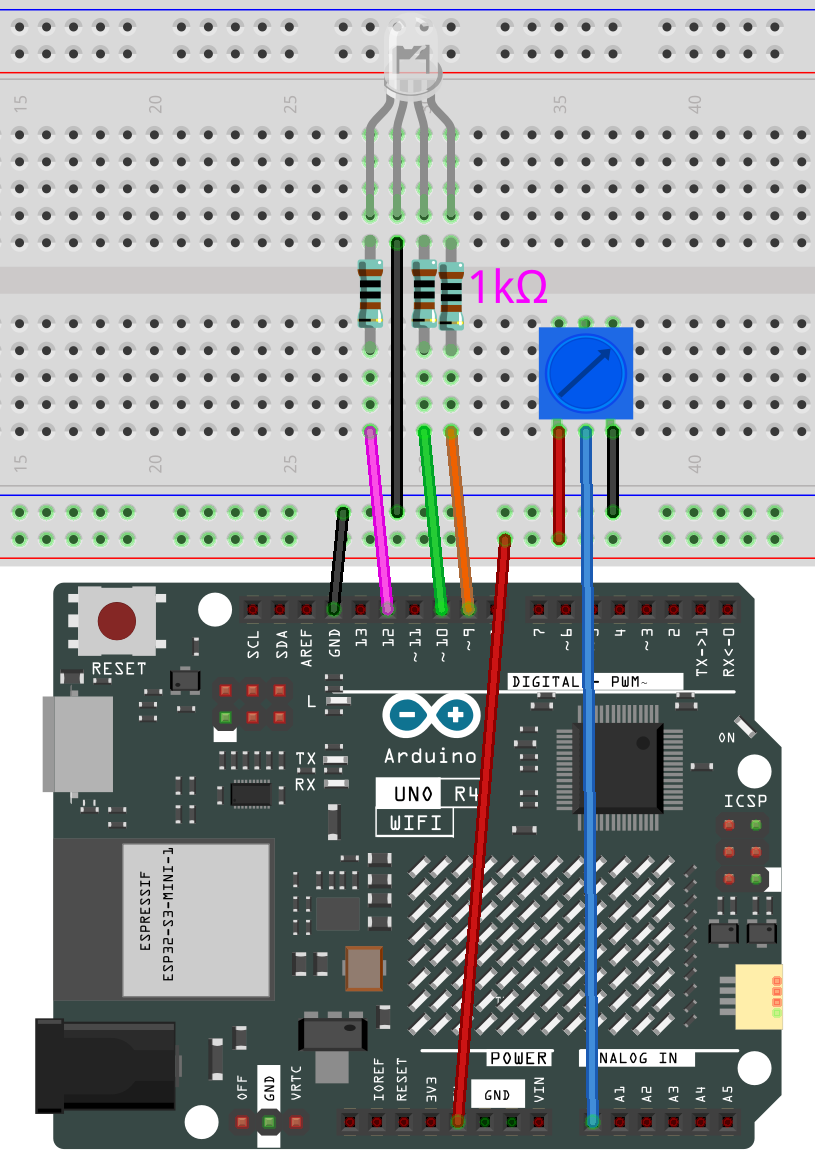 15 20 25 35 40
1kΩ
15 20 25 40
RESET
SCL
SDA
AREF
GND
13
12
~11
~10
~9
7
~6
4
~3
2
TX->1
RX<-0
DIGITAL - PWM~
L
TX
RX
Arduino
UNO R4
WIFI
ON
ICSP
ESPRESSIF
ESP32-S3-MINI-1
POWER
ANALOG IN
OFF
GND
VRTC
IOREF
RESET
3V3
GND
VIN
A1
A2
A3
A4
A5